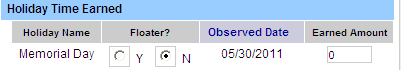 Holiday Time Earned
Holiday Name Floater? Observed Date Earned Amount
Memorial Day Y N 05/30/2011 0